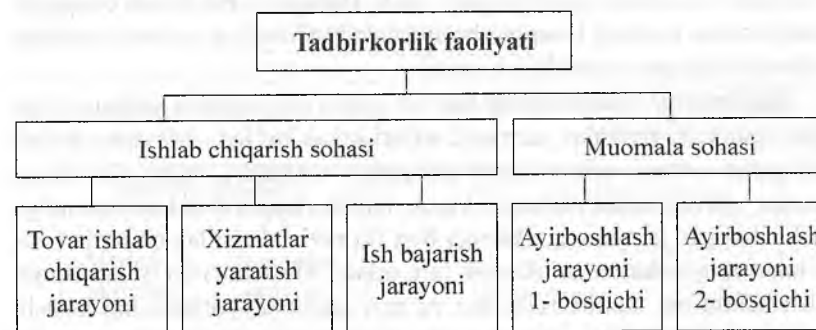 Tadbirkorlik faoliyati
Ishlab chiqarish sohasi
Muomala sohasi
Tovar ishlab
chiqarish
jarayoni
Xizmatlar
yaratish
jarayoni
Ish bajarish
jarayoni
Ayirboshlash
jarayoni
1- bosqichi
Ayirboshlash
jarayoni
2- bosqichi